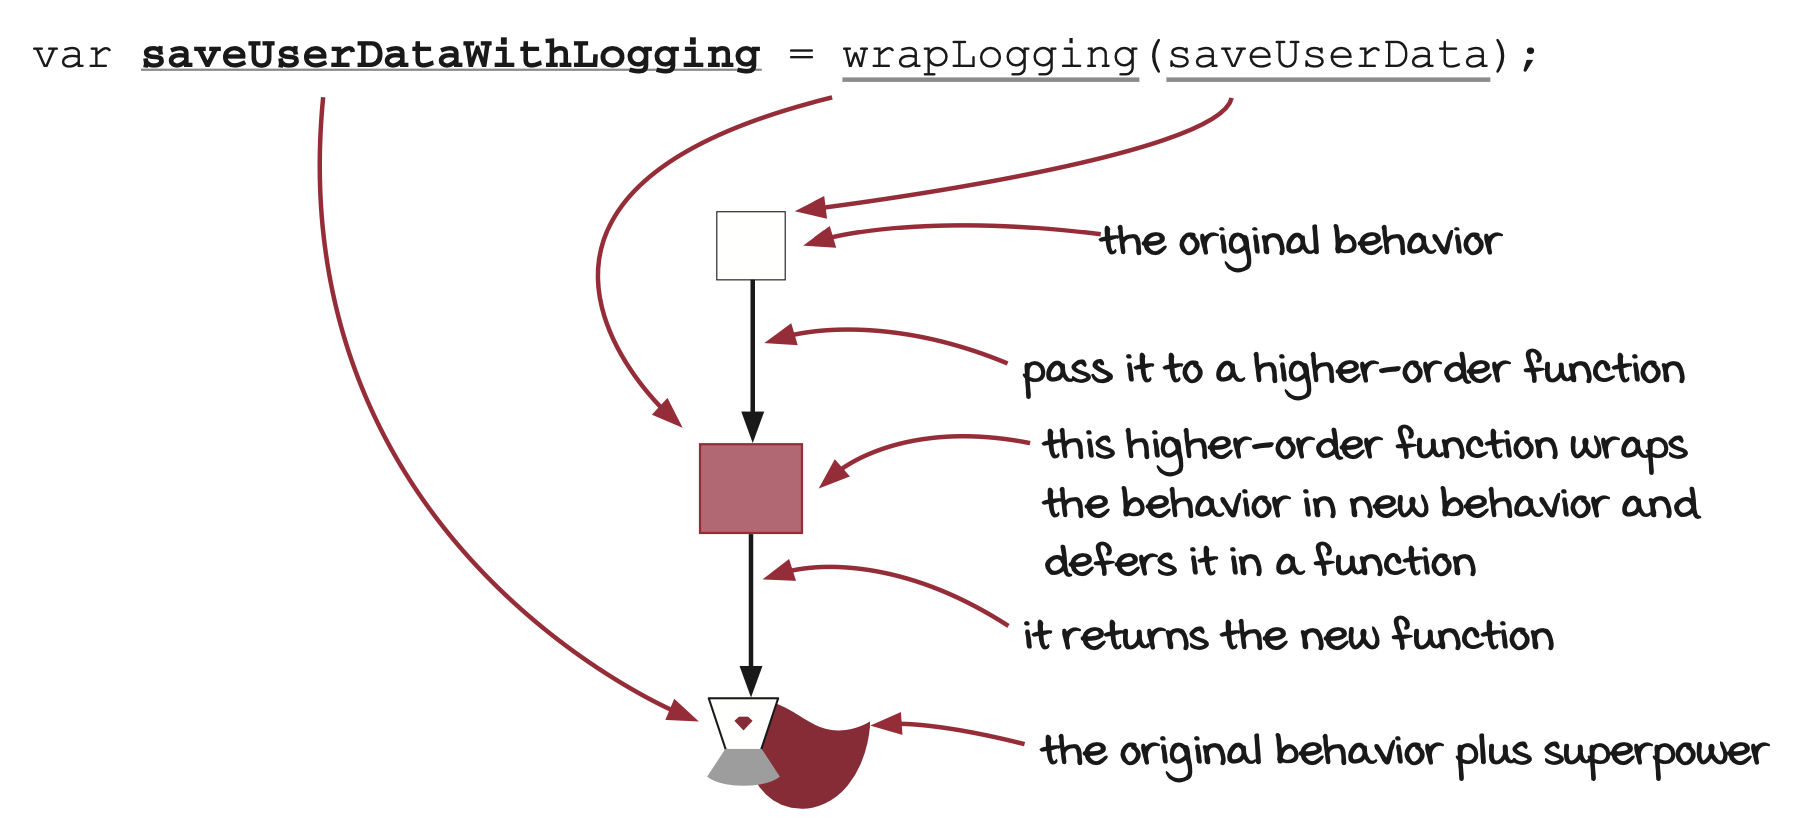 var saveUserDataWithLogging = wrapLogging(saveUserData);
the original behavior
pass it to a higher-order function
this higher-order function wraps
the behavior in new behavior and
defers it in a function
it returns the new function
the original behavior plus superpower